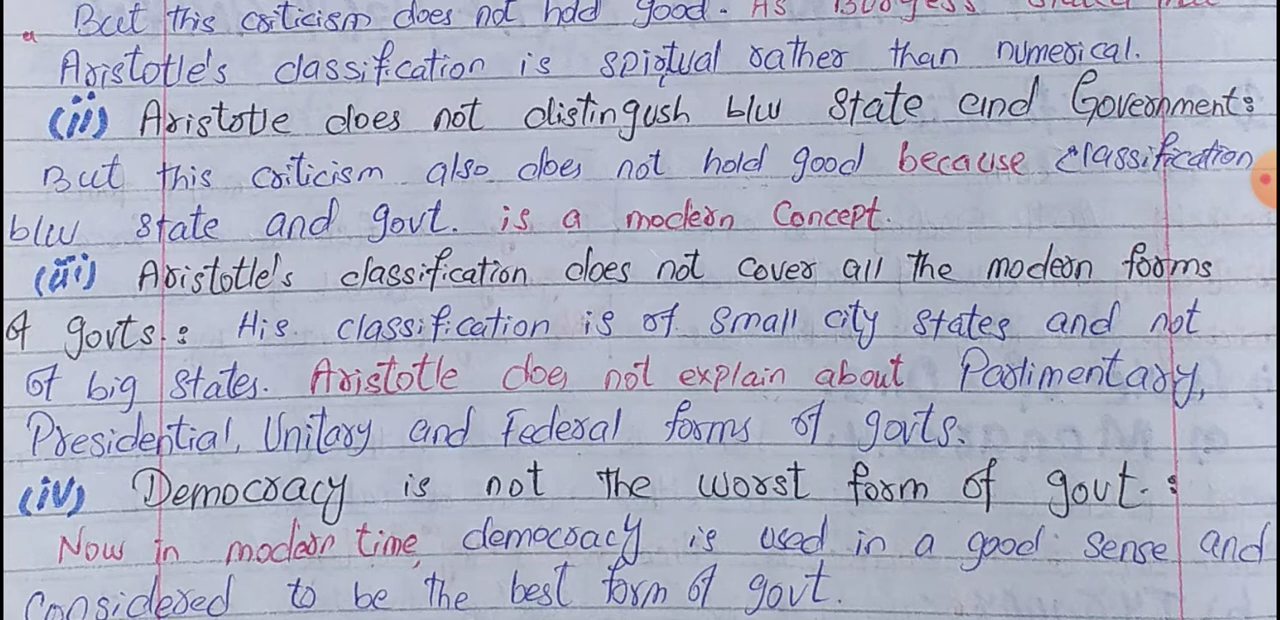 But this criticism does not hold good. As Burgess stated that
Aristotle's classification is spirtual rather than numerical.
(ii) Aristotle does not distingush b/w State and Government:
But this criticism also does not hold good because classification
b/w state and govt. is a modern Concept.
(iii) Aristotle's classification does not cover all the modern forms
of govts.: His classification is of small city states and not
of big states. Aristotle does not explain about Parlimentary,
Presidential, Unitary and Federal forms of govts.
(iv) Democracy is not the worst form of govt.:
Now in modern time, democracy is used in a good sense and
Considered to be the best form of govt.